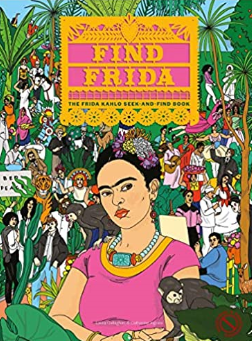 FIND
FRIDA
THE FRIDA KAHLO SEEK-AND-FIND BOOK